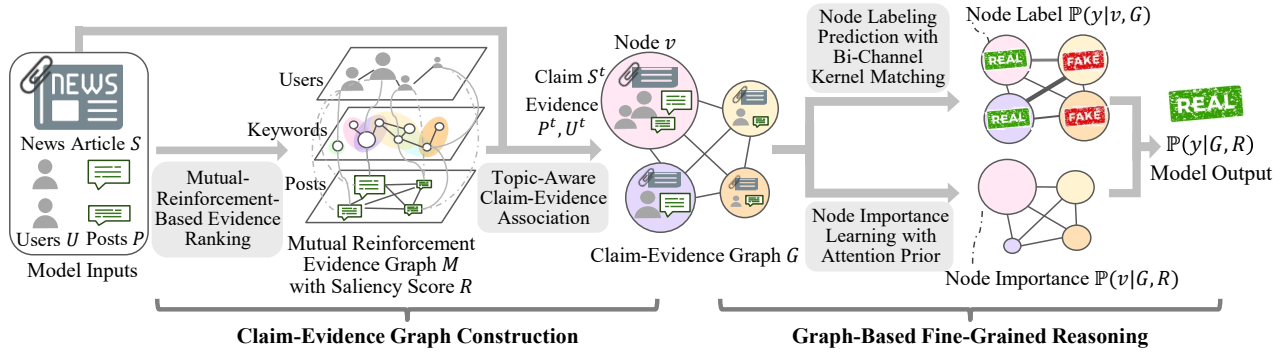 NEWS
News Article S
Users U Posts P
Model Inputs
Mutual-
Reinforcement-
Based Evidence
Ranking
Users
Keywords
Posts
Mutual Reinforcement
Evidence Graph M
with Saliency Score R
Topic-Aware
Claim-Evidence
Association
Node v
Claim S^t
Evidence
P^t, U^t
Claim-Evidence Graph G
Node Labeling
Prediction with
Bi-Channel
Kernel Matching
Node Importance
Learning with
Attention Prior
Node Label ℙ(y|v, G)
REAL
FAKE
REAL
FAKE
Node Importance ℙ(v|G, R)
REAL
ℙ(y|G, R)
Model Output
Claim-Evidence Graph Construction
Graph-Based Fine-Grained Reasoning